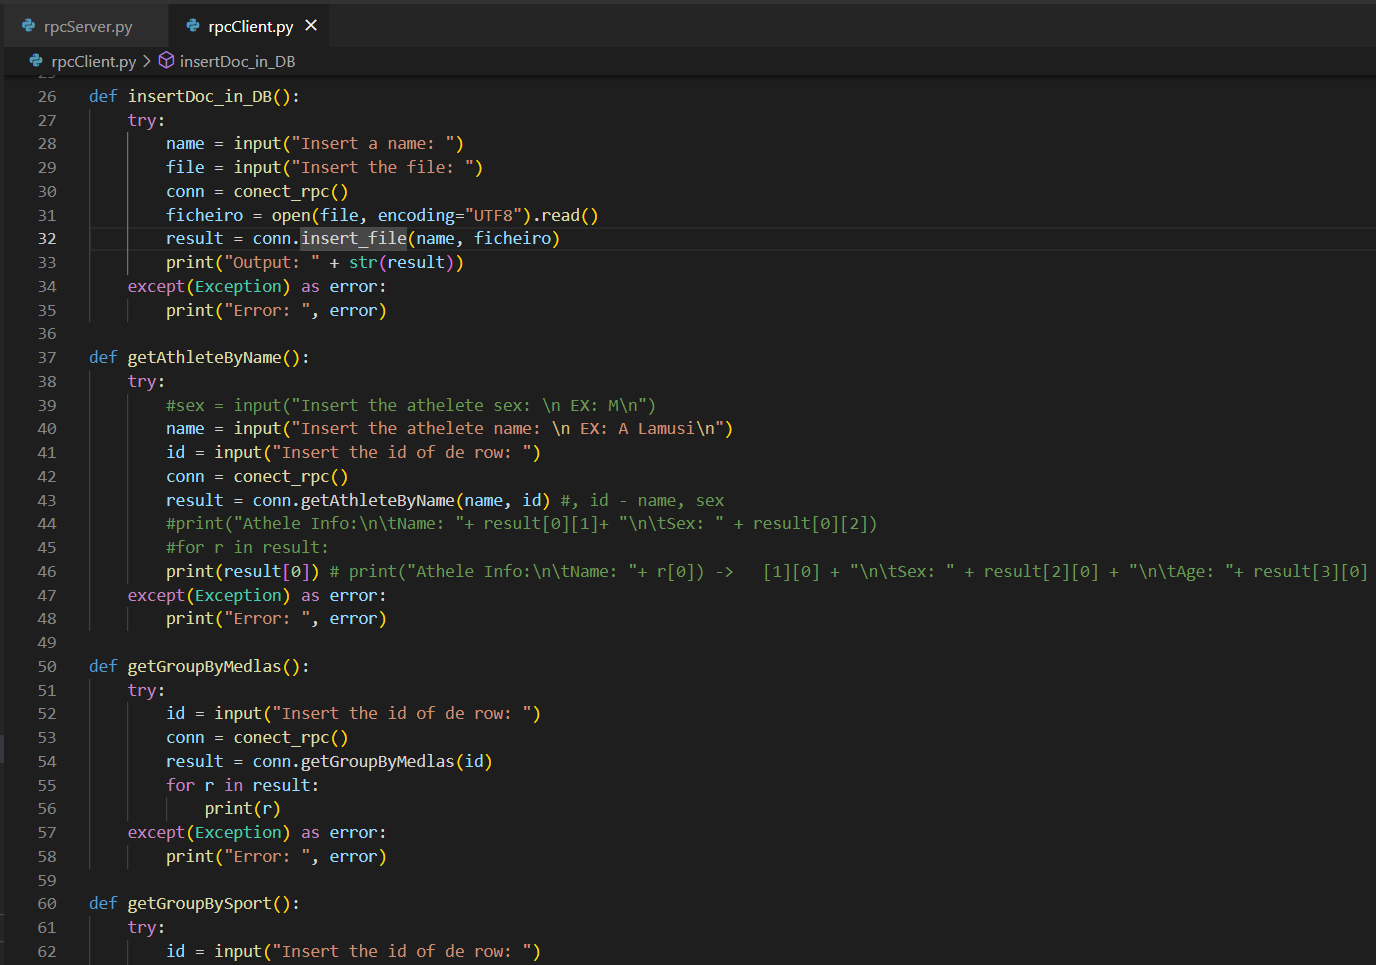 rpcServer.py rpcClient.py
rpcClient.py > insertDoc_in_DB
26 def insertDoc_in_DB():
27 try:
28 name = input("Insert a name: ")
29 file = input("Insert the file: ")
30 conn = conect_rpc()
31 ficheiro = open(file, encoding="UTF8").read()
32 result = conn.insert_file(name, ficheiro)
33 print("Output: " + str(result))
34 except(Exception) as error:
35 print("Error: ", error)
36
37 def getAthleteByName():
38 try:
39 #sex = input("Insert the athelete sex: \n EX: M\n")
40 name = input("Insert the athelete name: \n EX: A Lamusi\n")
41 id = input("Insert the id of de row: ")
42 conn = conect_rpc()
43 result = conn.getAthleteByName(name, id) #, id - name, sex
44 #print("Athele Info:\n\tName: "+ result[0][1]+ "\n\tSex: " + result[0][2])
45 #for r in result:
46 print(result[0]) # print("Athele Info:\n\tName: "+ r[0]) -> [1][0] + "\n\tSex: " + result[2][0] + "\n\tAge: "+ result[3][0]
47 except(Exception) as error:
48 print("Error: ", error)
49
50 def getGroupByMedlas():
51 try:
52 id = input("Insert the id of de row: ")
53 conn = conect_rpc()
54 result = conn.getGroupByMedlas(id)
55 for r in result:
56 print(r)
57 except(Exception) as error:
58 print("Error: ", error)
59
60 def getGroupBySport():
61 try:
62 id = input("Insert the id of de row: ")